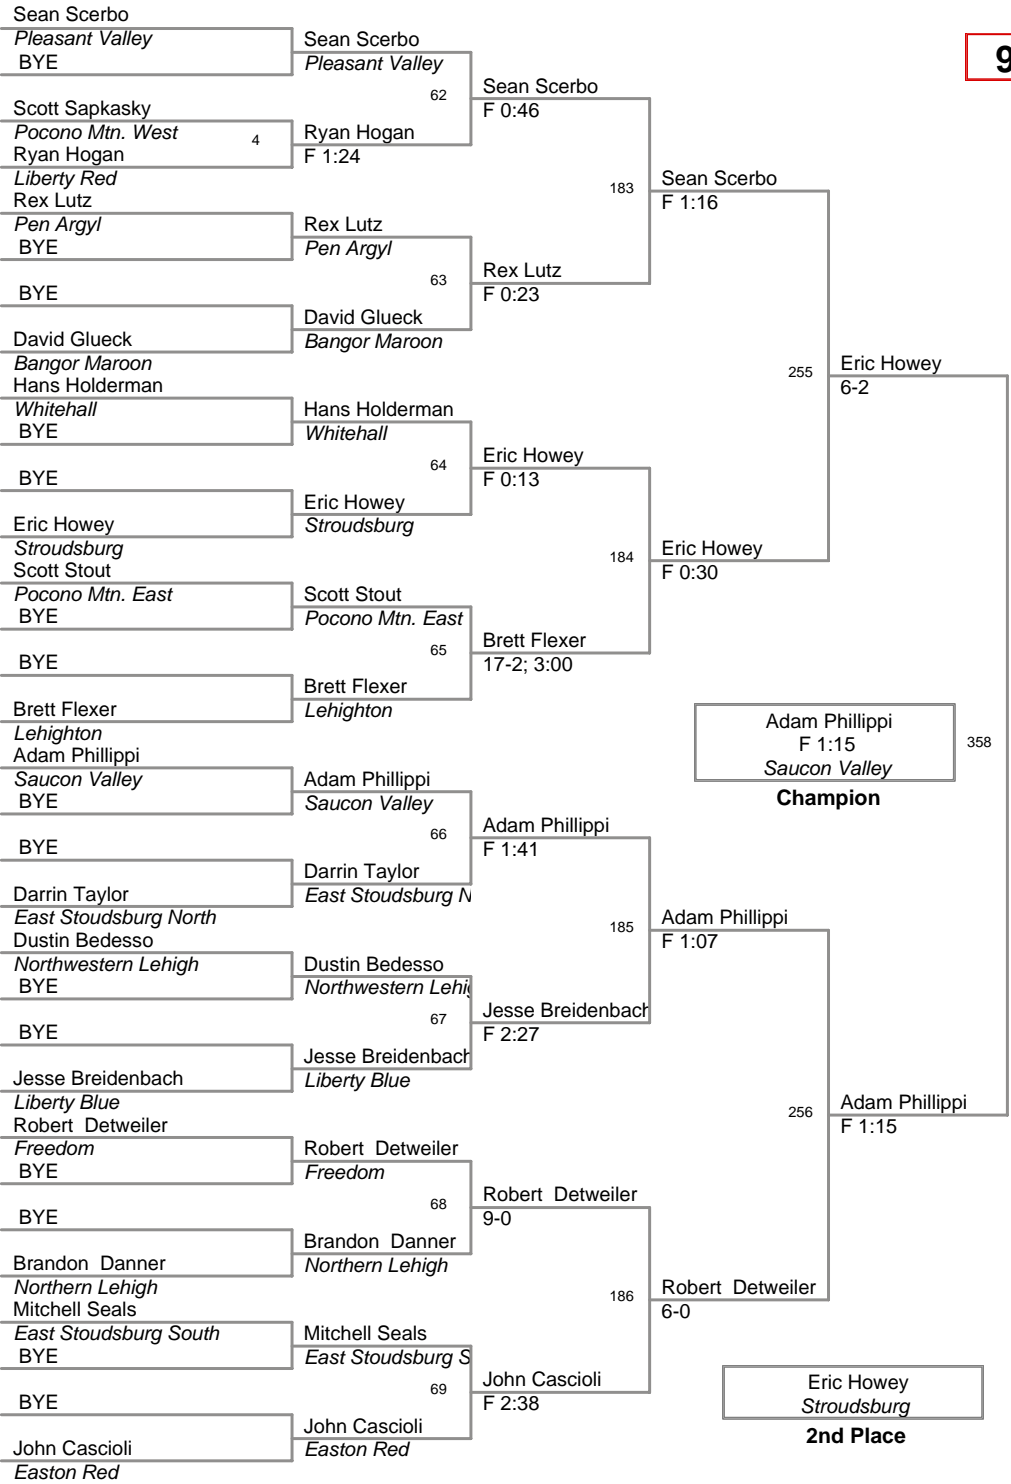 Sean Scerbo
Pleasant Valley
BYE
Scott Sapkasky
Pocono Mtn. West
Ryan Hogan
Liberty Red
Rex Lutz
Pen Argyl
BYE
BYE
David Glueck
Bangor Maroon
Hans Holderman
Whitehall
BYE
BYE
Eric Howey
Stroudsburg
Scott Stout
Pocono Mtn. East
BYE
BYE
Brett Flexer
Lehighton
Adam Phillippi
Saucon Valley
BYE
BYE
Darrin Taylor
East Stoudsburg North
Dustin Bedesso
Northwestern Lehigh
BYE
BYE
Jesse Breidenbach
Liberty Blue
Robert  Detweiler
Freedom
BYE
BYE
Brandon  Danner
Northern Lehigh
Mitchell Seals
East Stoudsburg South
BYE
BYE
John Cascioli
Easton Red
4
Sean Scerbo
Pleasant Valley
62
Ryan Hogan
F 1:24
Rex Lutz
Pen Argyl
63
David Glueck
Bangor Maroon
Hans Holderman
Whitehall
64
Eric Howey
Stroudsburg
Scott Stout
Pocono Mtn. East
65
Brett Flexer
Lehighton
Adam Phillippi
Saucon Valley
66
Darrin Taylor
East Stoudsburg N
Dustin Bedesso
Northwestern Lehig
67
Jesse Breidenbach
Liberty Blue
Robert  Detweiler
Freedom
68
Brandon  Danner
Northern Lehigh
Mitchell Seals
East Stoudsburg S
69
John Cascioli
Easton Red
Sean Scerbo
F 0:46
183
Rex Lutz
F 0:23
Eric Howey
F 0:13
184
Brett Flexer
17-2; 3:00
Adam Phillippi
F 1:41
185
Jesse Breidenbach
F 2:27
Robert  Detweiler
9-0
186
John Cascioli
F 2:38
Sean Scerbo
F 1:16
255
Eric Howey
F 0:30
Adam Phillippi
F 1:07
256
Robert  Detweiler
6-0
Eric Howey
6-2
358
Adam Phillippi
F 1:15
9
Adam Phillippi
F 1:15
Saucon Valley
Champion
Eric Howey
Stroudsburg
2nd Place